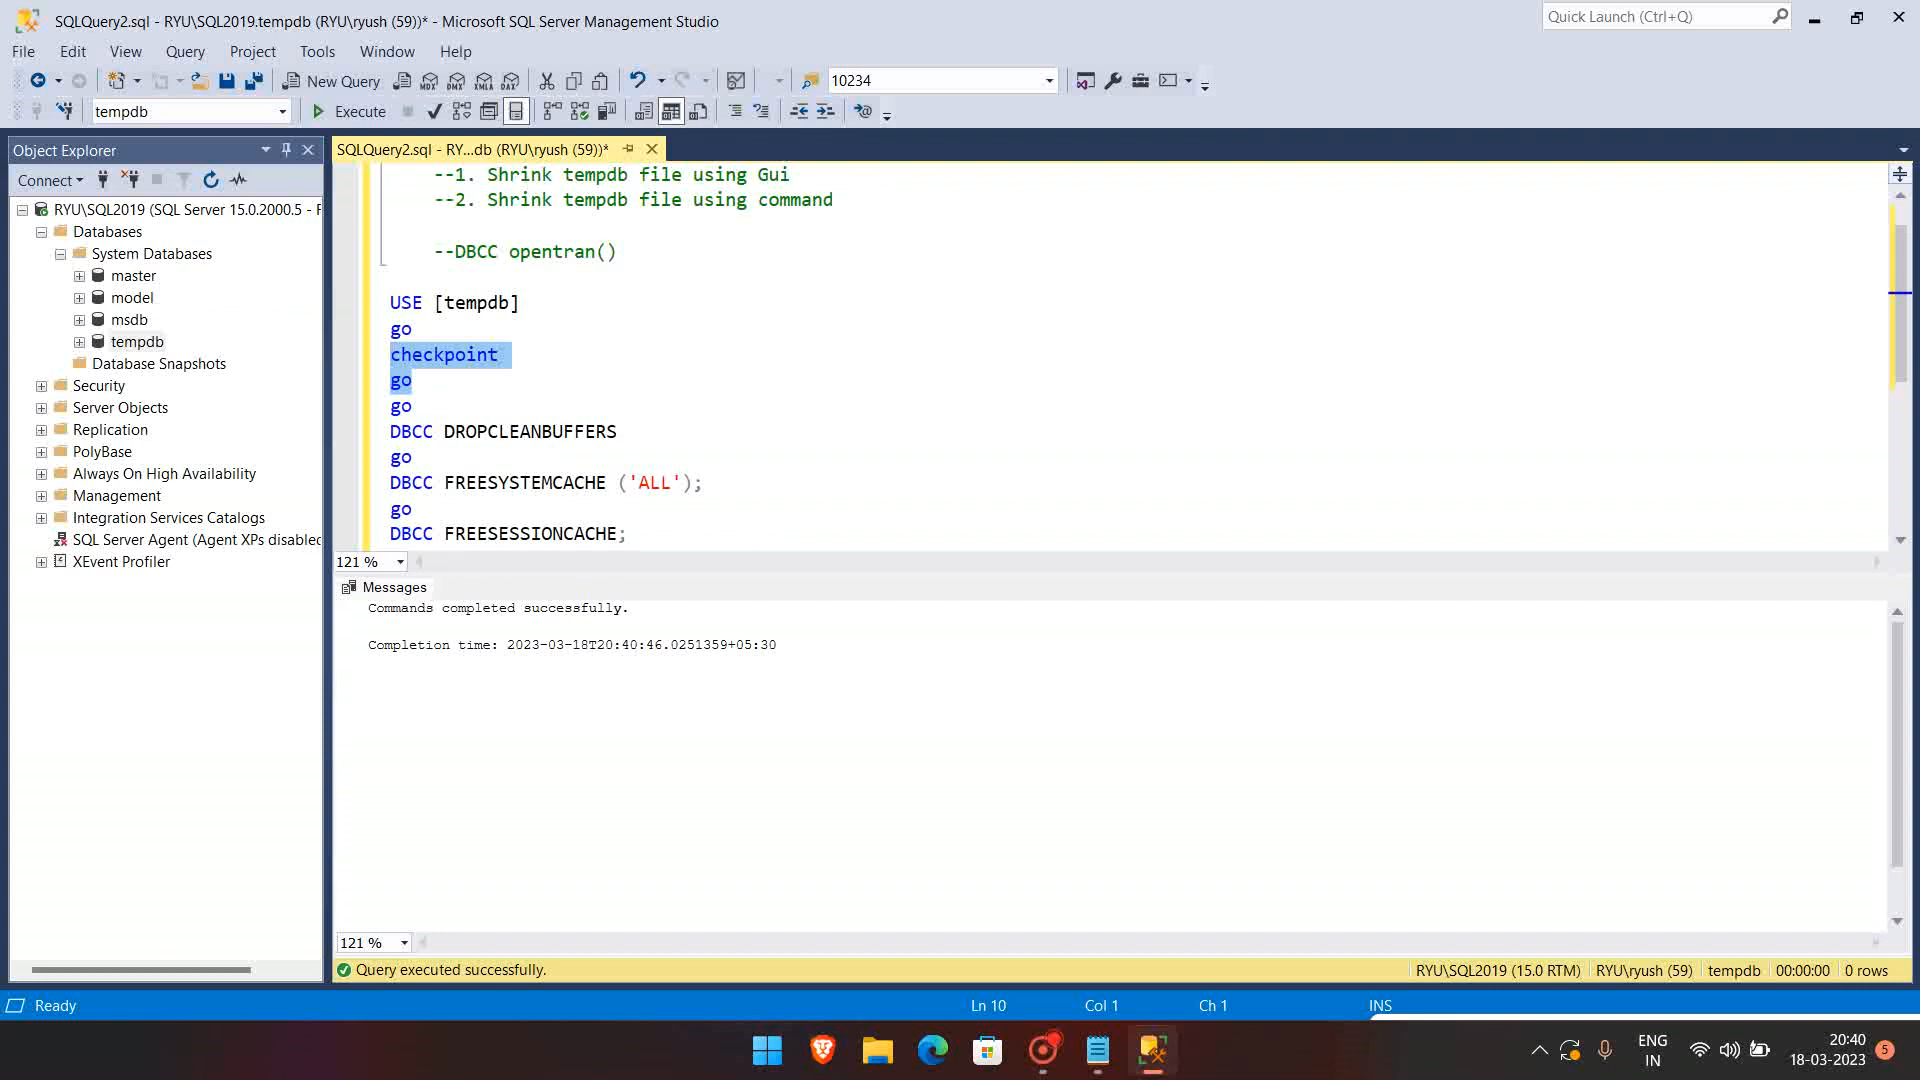 SQLQuery2.sql - RYU\SQL2019.tempdb (RYU\ryush (59))* - Microsoft SQL Server Management Studio
Quick Launch (Ctrl+Q)
File Edit View Query Project Tools Window Help
New Query
MDX DMX XMLA DAX
10234
tempdb
Execute
Object Explorer
SQLQuery2.sql - RY...db (RYU\ryush (59))*
Connect
RYU\SQL2019 (SQL Server 15.0.2000.5 - R
Databases
System Databases
master
model
msdb
tempdb
Database Snapshots
Security
Server Objects
Replication
PolyBase
Always On High Availability
Management
Integration Services Catalogs
SQL Server Agent (Agent XPs disabled
XEvent Profiler
--1. Shrink tempdb file using Gui
--2. Shrink tempdb file using command
--DBCC opentran()
USE [tempdb]
go
checkpoint
go
go
DBCC DROPCLEANBUFFERS
go
DBCC FREESYSTEMCACHE ('ALL');
go
DBCC FREESESSIONCACHE;
121 %
Messages
Commands completed successfully.
Completion time: 2023-03-18T20:40:46.0251359+05:30
121 %
Query executed successfully.
RYU\SQL2019 (15.0 RTM) RYU\ryush (59) tempdb 00:00:00 0 rows
Ready
Ln 10 Col 1 Ch 1 INS
ENG
IN
20:40
18-03-2023
5